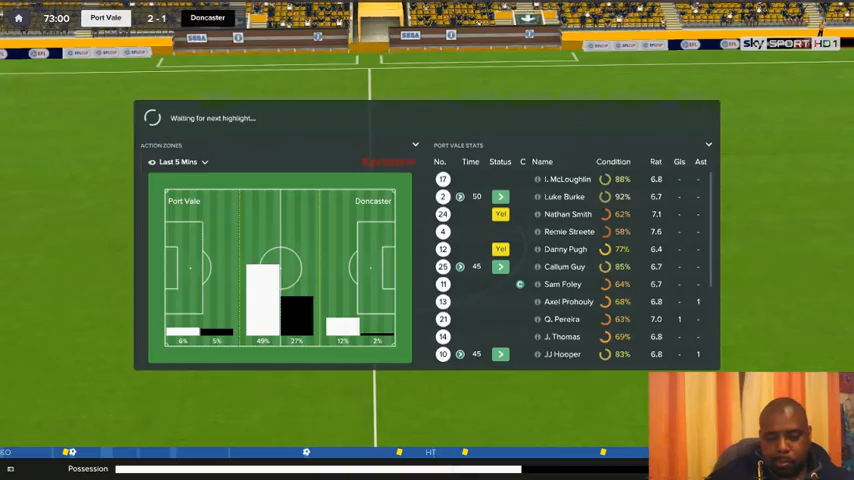 73:00 Port Vale 2 - 1 Doncaster
SEGA SEGA
EFL EFL EFL
sky SPORT HD1
Waiting for next highlight...
ACTION ZONES
Last 5 Mins
Port Vale Doncaster
6% 5% 49% 27% 12% 2%
PORT VALE STATS
No. Time Status C Name Condition Rat Gls Ast
17 I. McLoughlin 88% 6.8 - -
2 50 Luke Burke 92% 6.7 - -
24 Yel Nathan Smith 62% 7.1 - -
4 Remie Streete 58% 7.6 - -
12 Yel Danny Pugh 77% 6.4 - -
25 45 Callum Guy 85% 6.7 - -
11 C Sam Foley 64% 6.7 - -
13 Axel Prohouly 68% 6.8 - 1
21 Q. Pereira 63% 7.0 1 -
14 J. Thomas 69% 6.8 - -
10 45 JJ Hooper 83% 6.8 - 1
KO HT
Possession